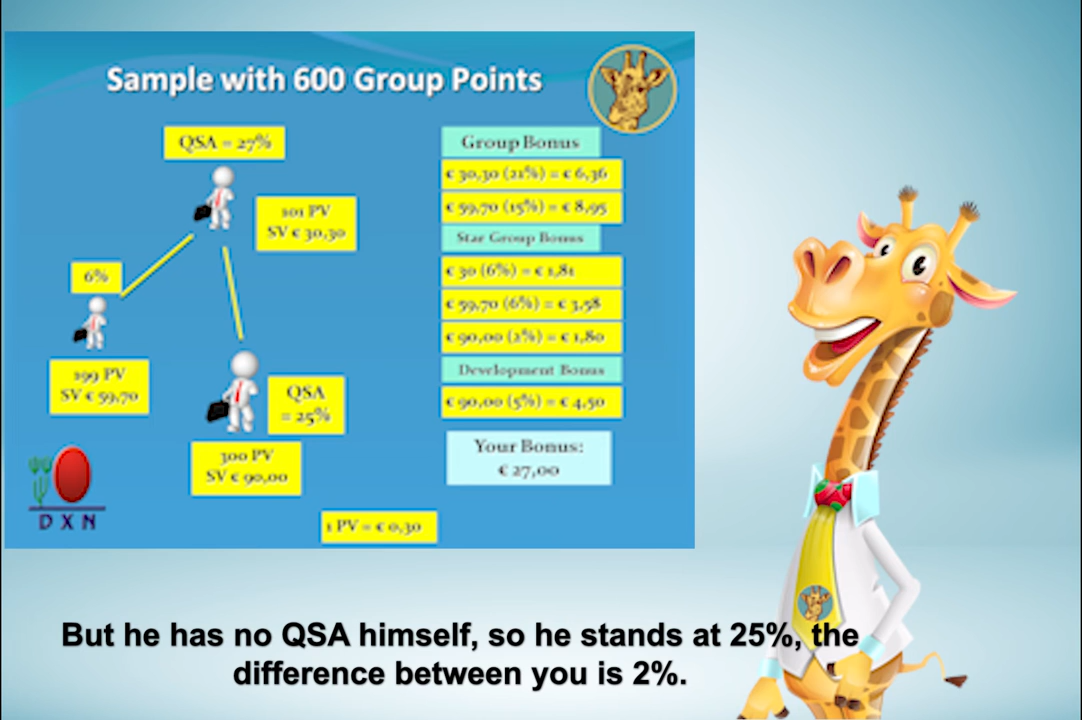 Sample with 600 Group Points
QSA = 27%
101 PV
SV € 30,30
6%
199 PV
SV € 59,70
QSA
= 25%
300 PV
SV € 90,00
1 PV = € 0,30
Group Bonus
€ 30,30 (21%) = € 6,36
€ 59,70 (15%) = € 8,95
Star Group Bonus
€ 30 (6%) = € 1,81
€ 59,70 (6%) = € 3,58
€ 90,00 (2%) = € 1,80
Development Bonus
€ 90,00 (5%) = € 4,50
Your Bonus:
€ 27,00
DXN
But he has no QSA himself, so he stands at 25%, the
difference between you is 2%.